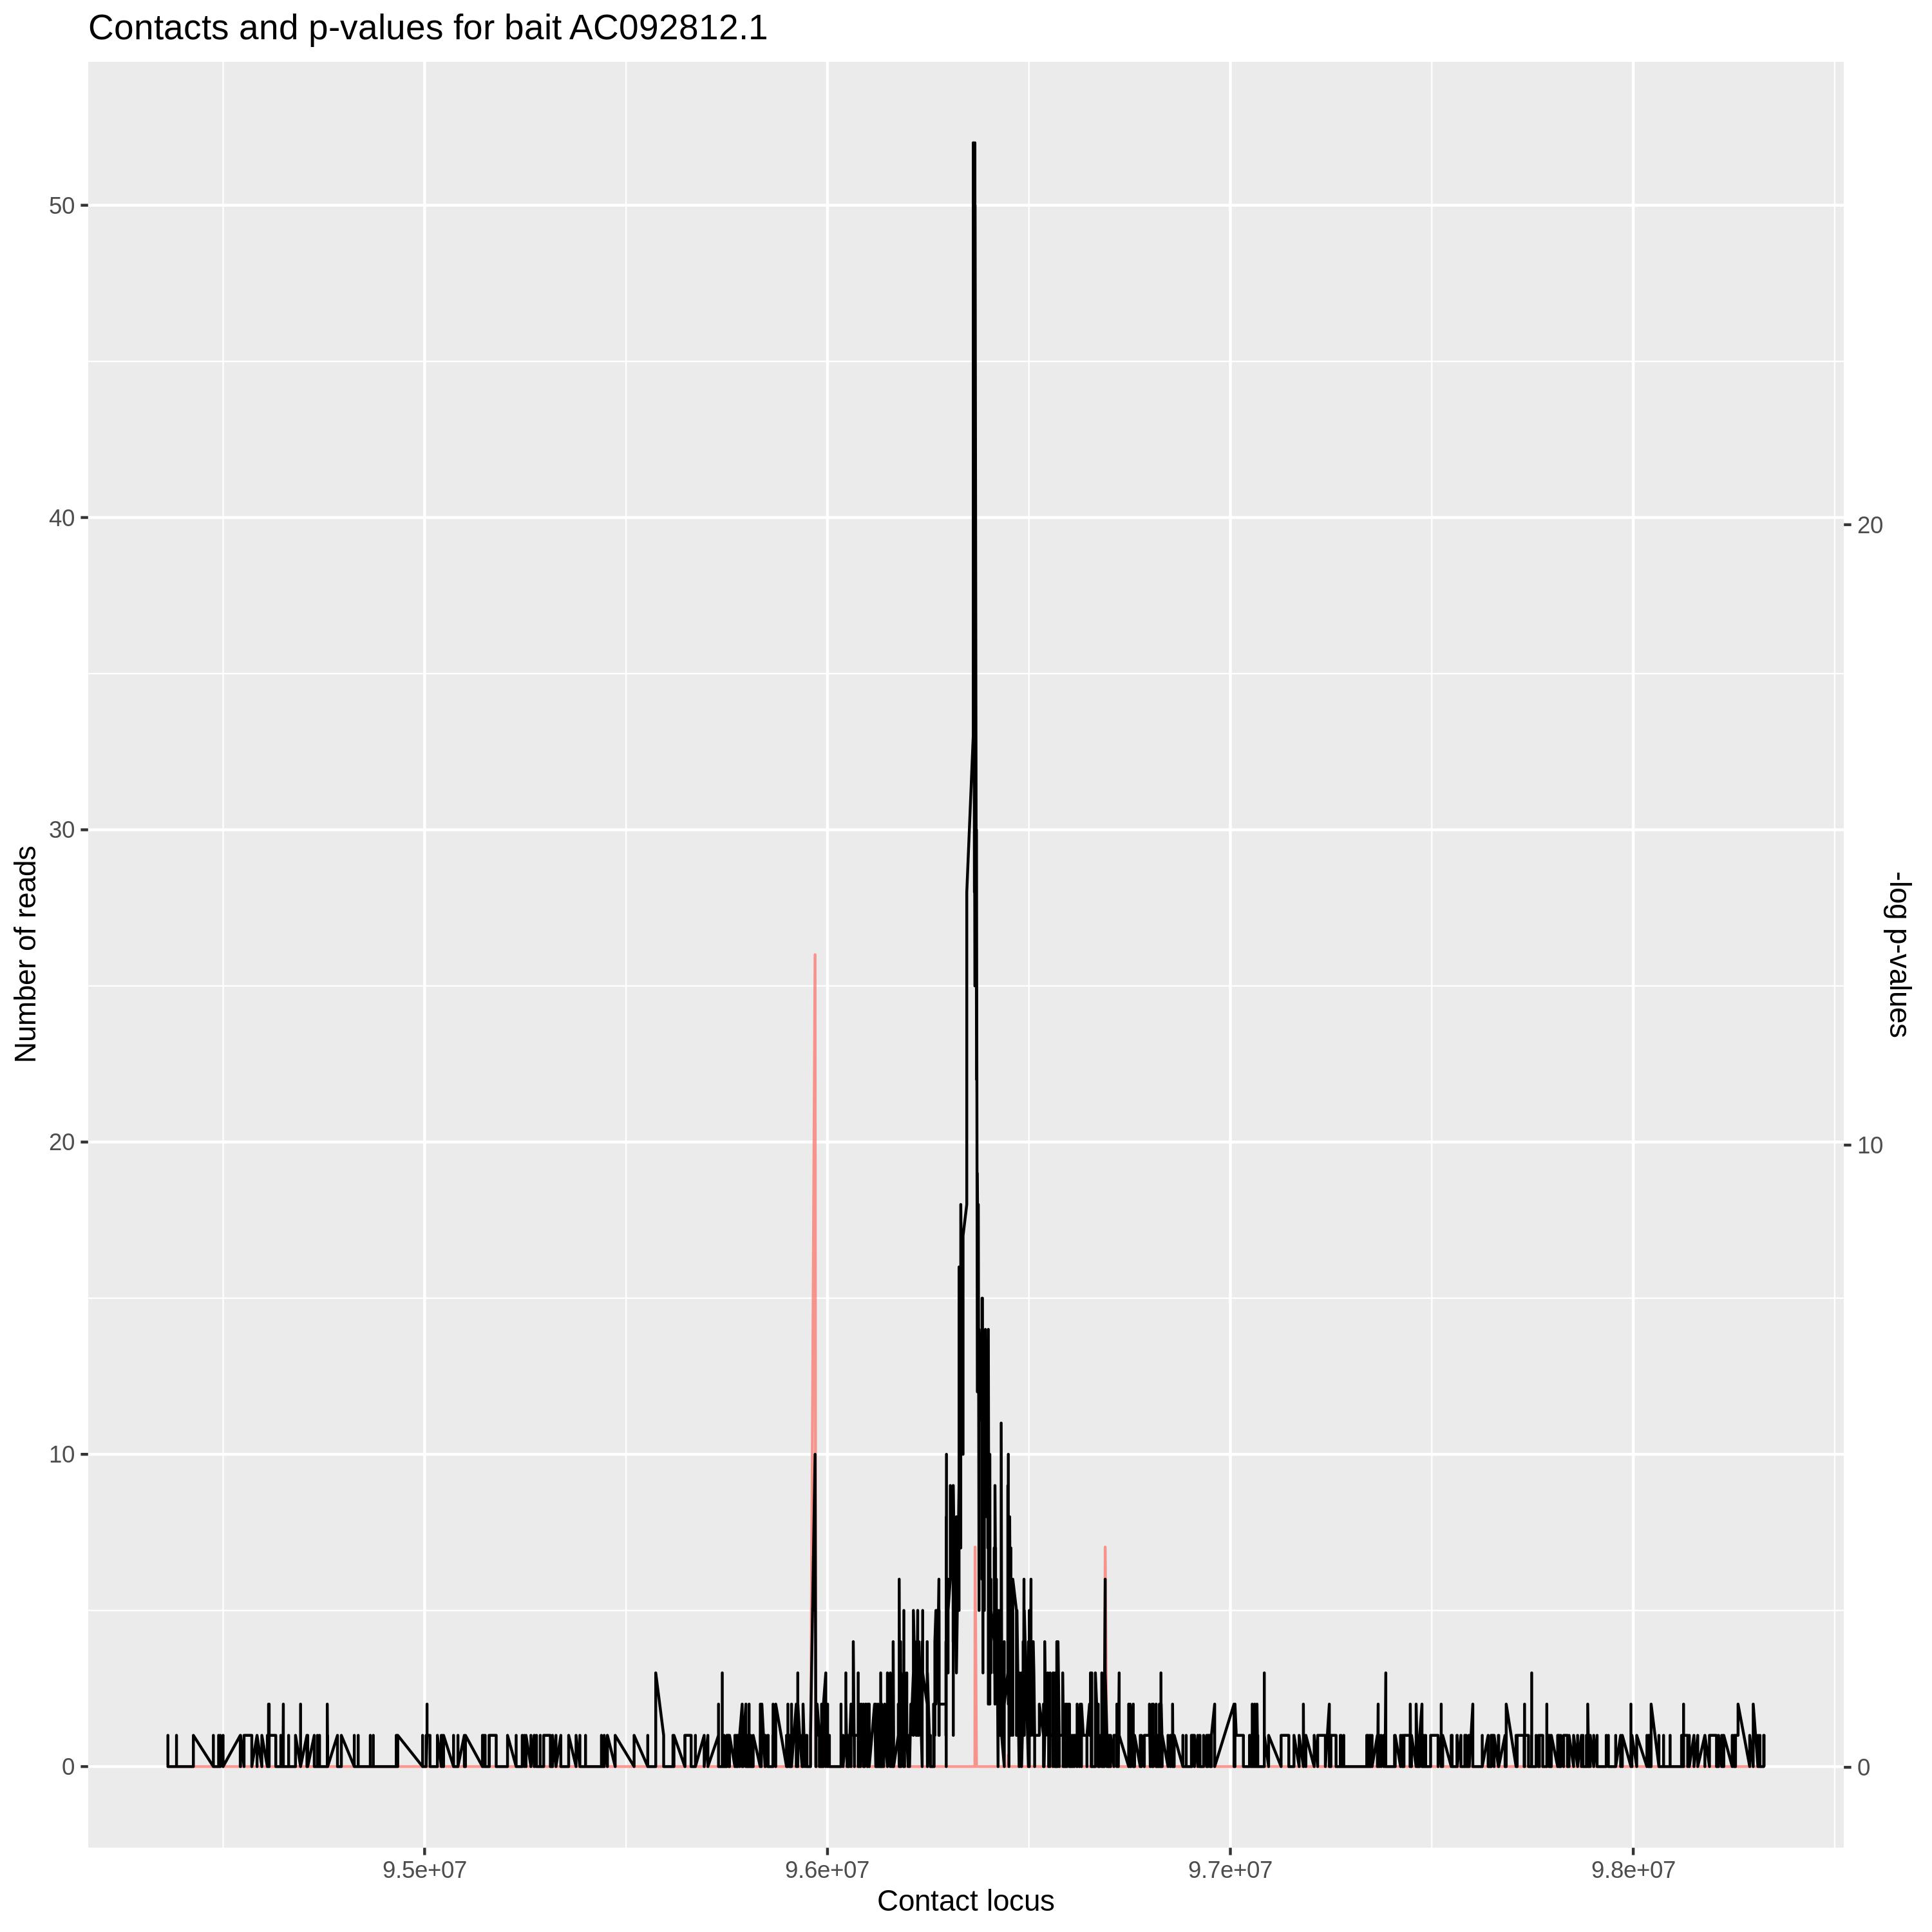 Contacts and p-values for bait AC092812.1
50
40
30
20
10
0
Number of reads
20
10
0
-log p-values
9.5e+07
9.6e+07
9.7e+07
9.8e+07
Contact locus